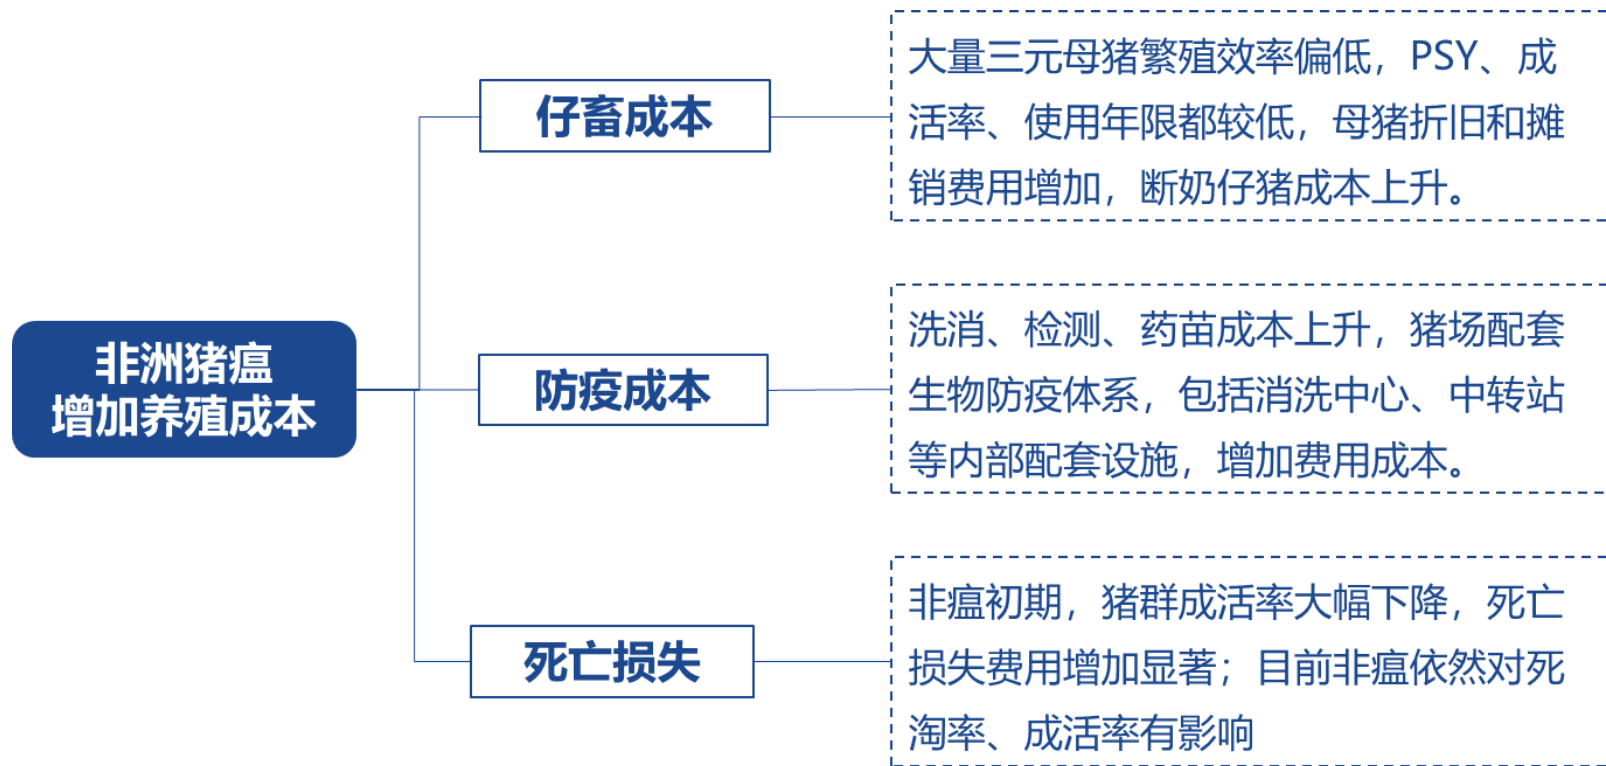 非洲猪瘟
增加养殖成本
仔畜成本
大量三元母猪繁殖效率偏低，PSY、成
活率、使用年限都较低，母猪折旧和摊
销费用增加，断奶仔猪成本上升。
防疫成本
洗消、检测、药苗成本上升，猪场配套
生物防疫体系，包括消洗中心、中转站
等内部配套设施，增加费用成本。
死亡损失
非瘟初期，猪群成活率大幅下降，死亡
损失费用增加显著；目前非瘟依然对死
淘率、成活率有影响